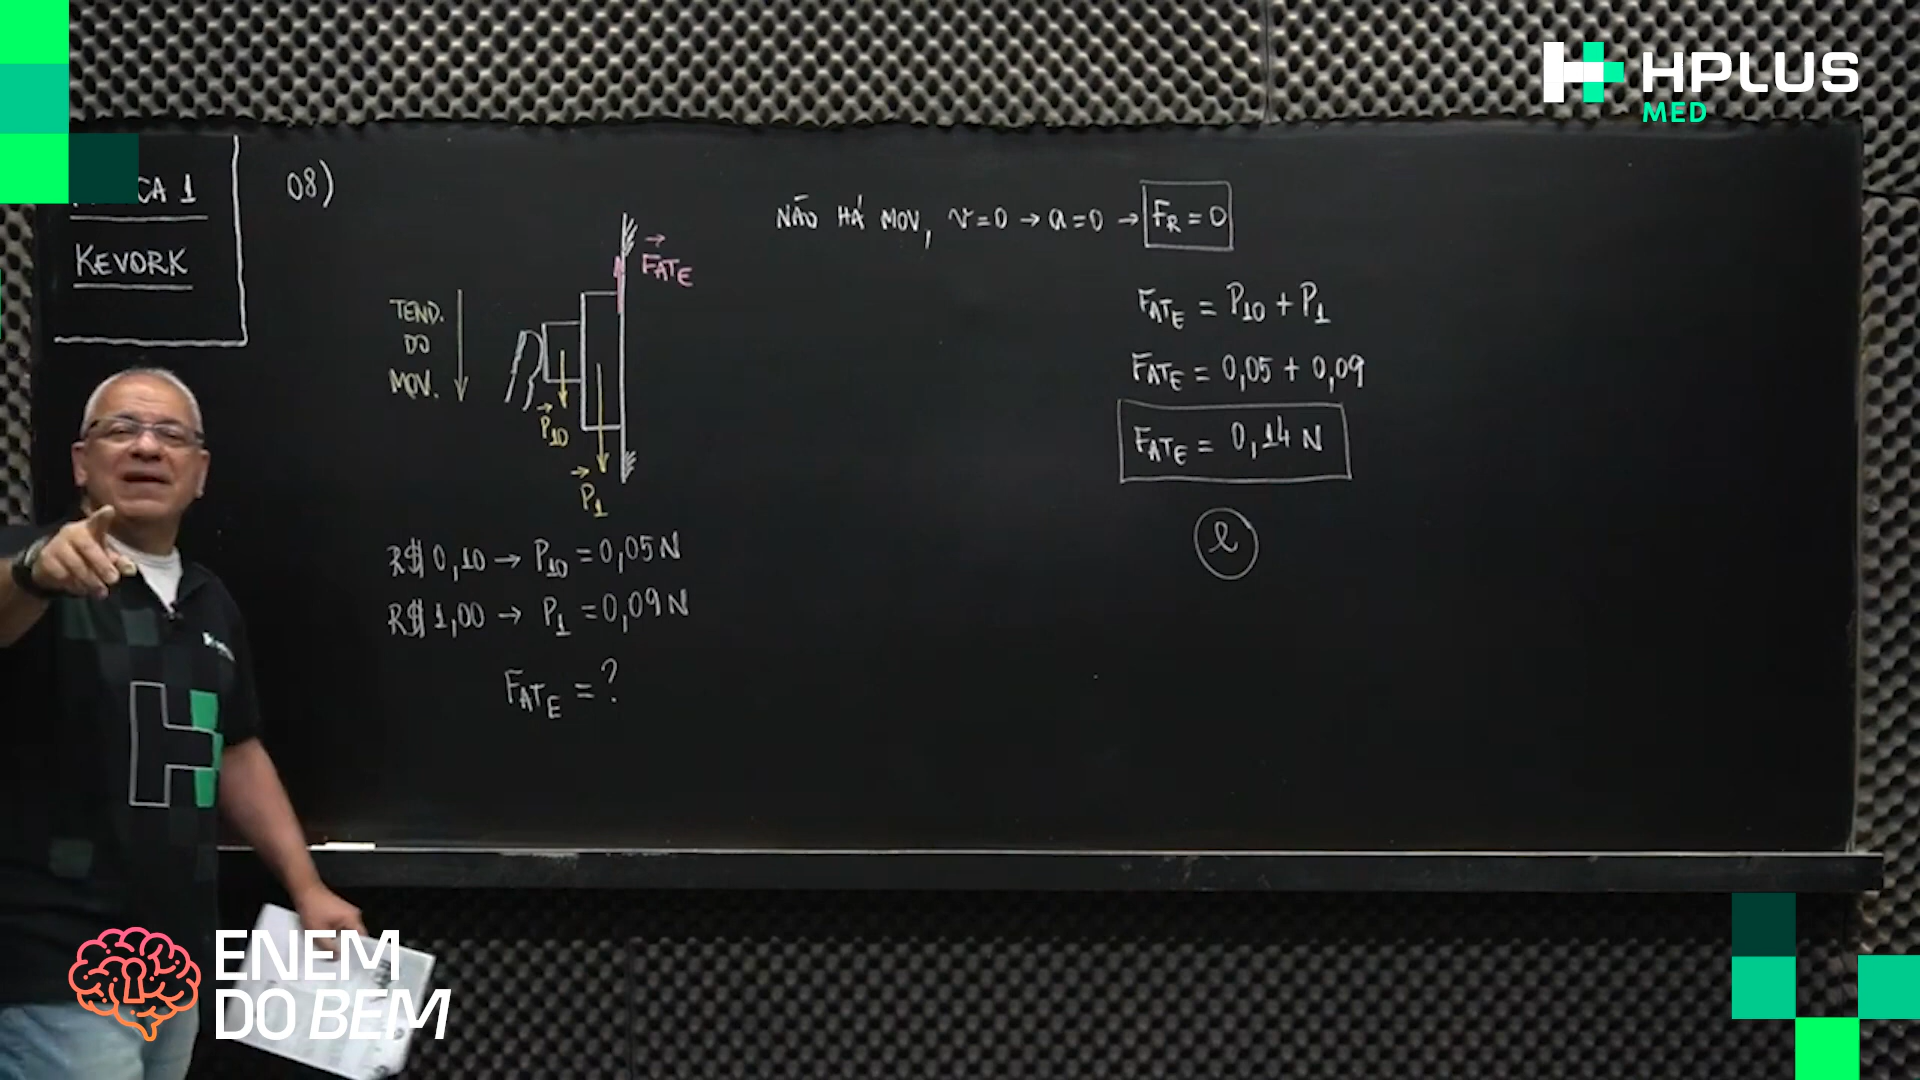 HPLUS
MED
CA 1
KEVORK
08)
NÃO HÁ MOV, v=0 → a=0 → FR = 0
FATE
TEND.
DO
MOV.
P10
P1
FATE = P10 + P1
FATE = 0,05 + 0,09
FATE = 0,14 N
e
R$ 0,10 → P10 = 0,05 N
R$ 1,00 → P1 = 0,09 N
FATE = ?
ENEM
DO BEM